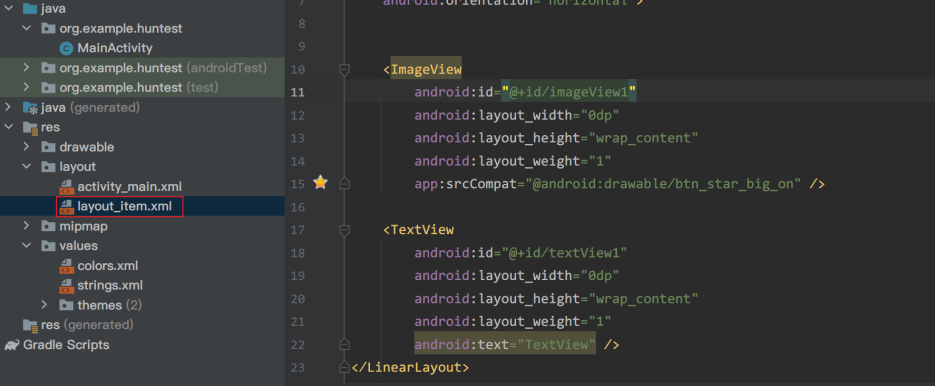 java
org.example.huntest
MainActivity
org.example.huntest (androidTest)
org.example.huntest (test)
java (generated)
res
drawable
layout
activity_main.xml
layout_item.xml
mipmap
values
colors.xml
strings.xml
themes (2)
res (generated)
Gradle Scripts
7 android:orientation="horizontal">
8
9
10 <ImageView
11 android:id="@+id/imageView1"
12 android:layout_width="0dp"
13 android:layout_height="wrap_content"
14 android:layout_weight="1"
15 app:srcCompat="@android:drawable/btn_star_big_on" />
16
17 <TextView
18 android:id="@+id/textView1"
19 android:layout_width="0dp"
20 android:layout_height="wrap_content"
21 android:layout_weight="1"
22 android:text="TextView" />
23 </LinearLayout>